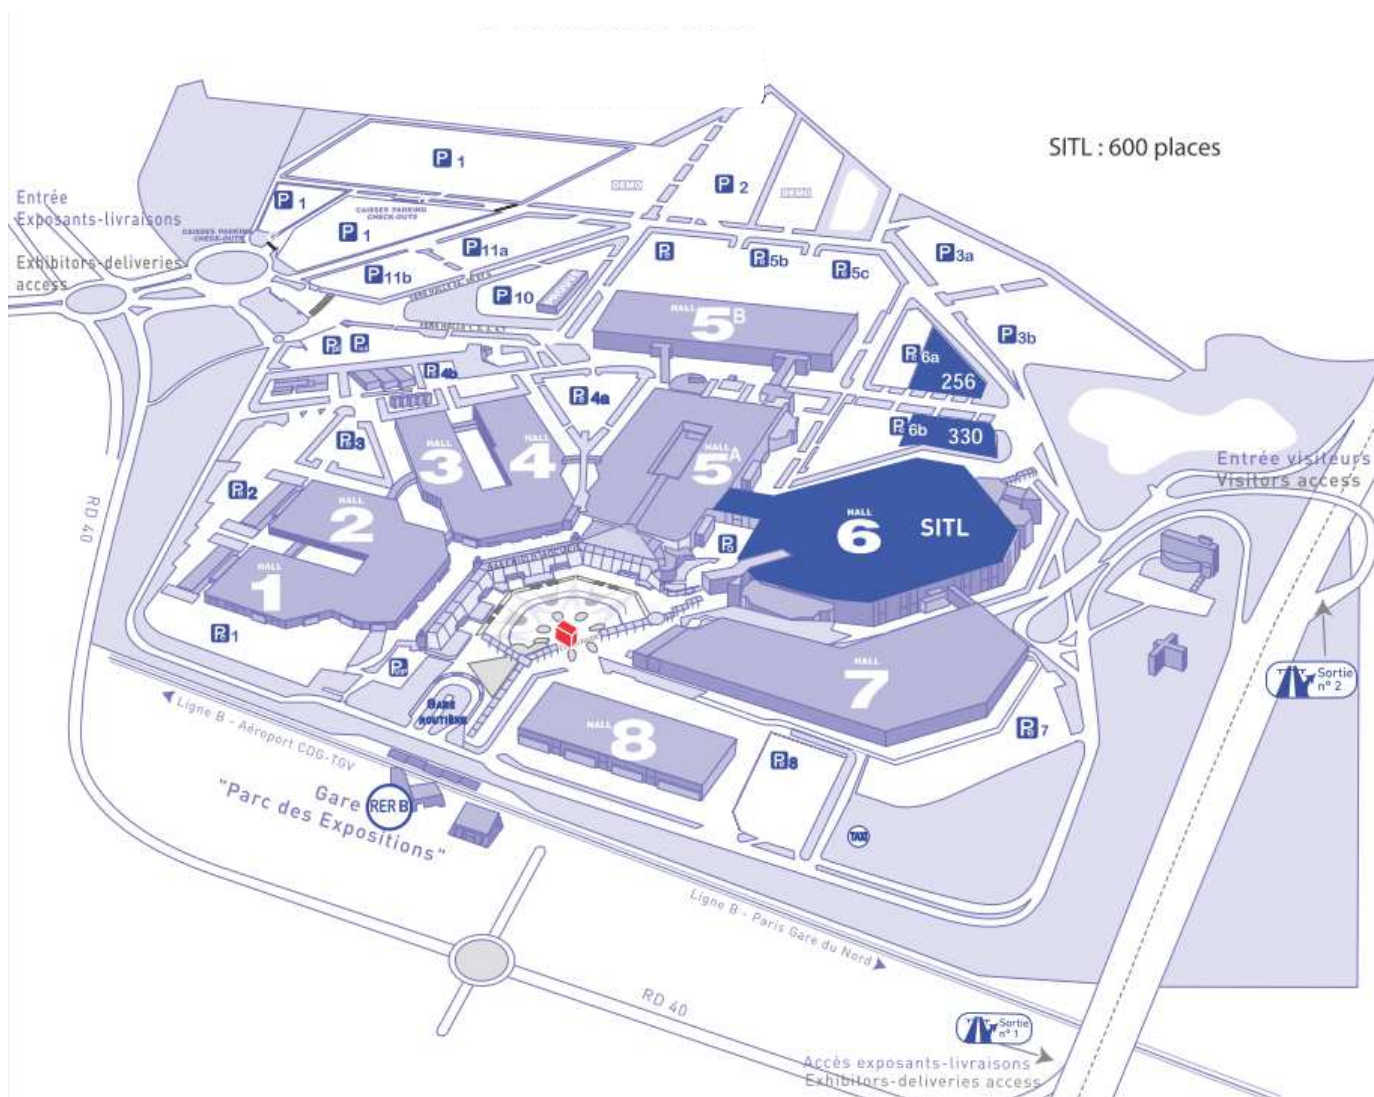 SITL : 600 places
Entrée
Exposants-livraisons
Exhibitors-deliveries
access
P 1
P 1
P 1
CAISSES PARKING
CHECK-OUTS
CAISSES PARKING
CHECK-OUTS
DEMO
P 2
DEMO
P 11a
P 11b
P 10
P 5b
P 5c
P 3a
P 3b
HALL
5B
P 6a
256
P 6b
330
P 4b
P 4a
P 3
P 2
HALL
3
HALL
4
HALL
5A
HALL
2
HALL
1
HALL
6
SITL
Entrée visiteurs
Visitors access
RD 40
P 1
HALL
7
HALL
8
P 7
P 8
Sortie
n° 2
GARE
ROUTIÈRE
Ligne B - Aéroport CDG-TGV
Gare RER B
"Parc des Expositions"
TAXI
Ligne B - Paris Gare du Nord
RD 40
Sortie
n° 1
Accès exposants-livraisons
Exhibitors-deliveries access